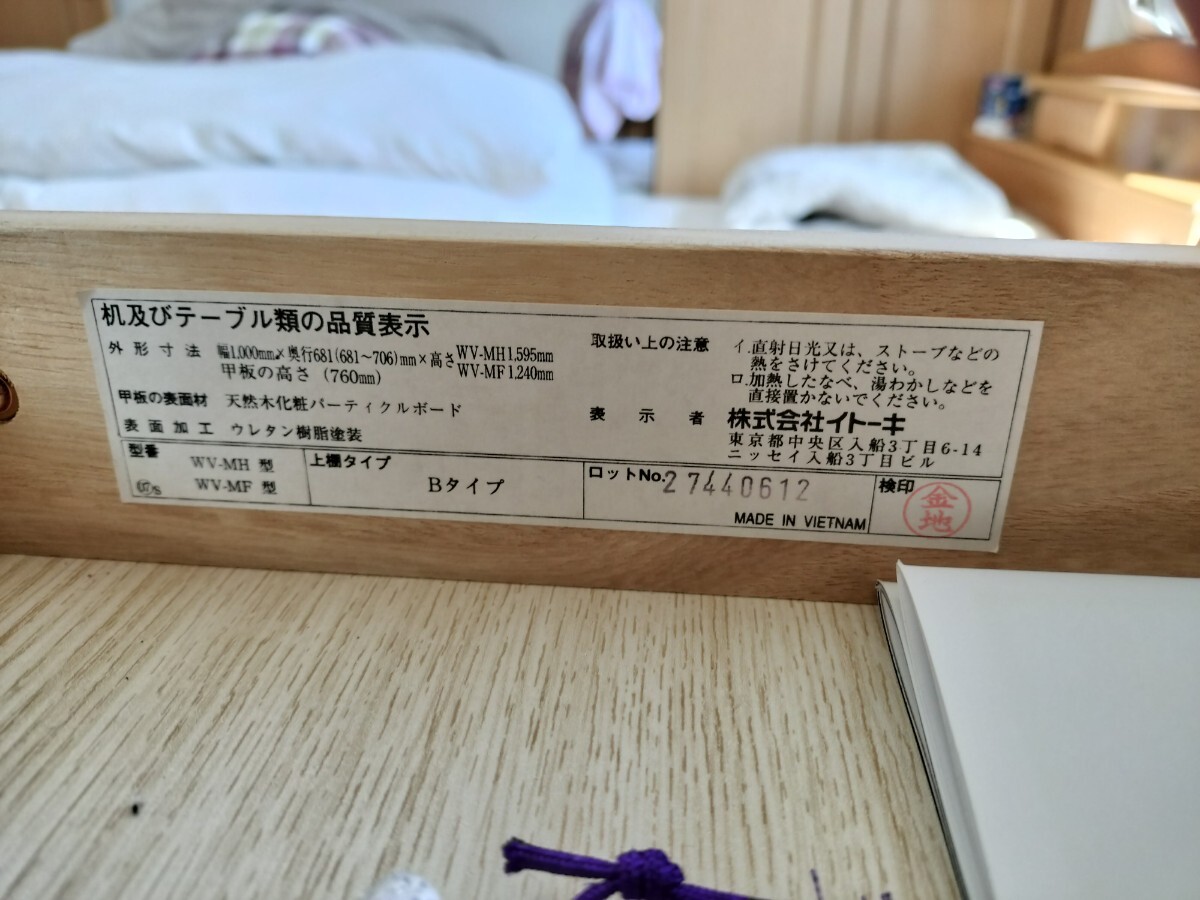 机及びテーブル類の品質表示
外形寸法 幅1,000mm×奥行681(681〜706)mm×高さ WV-MH 1,595mm
WV-MF 1,240mm
甲板の高さ (760mm)
甲板の表面材 天然木化粧パーティクルボード
表面加工 ウレタン樹脂塗装
取扱い上の注意 イ.直射日光又は、ストーブなどの
熱をさけてください。
ロ.加熱したなべ、湯わかしなどを
直接置かないでください。
表示者 株式会社イトーキ
東京都中央区入船3丁目6-14
ニッセイ入船3丁目ビル
型番 WV-MH 型
WV-MF 型
上棚タイプ Bタイプ
ロットNo. 27440612
MADE IN VIETNAM
検印 金地